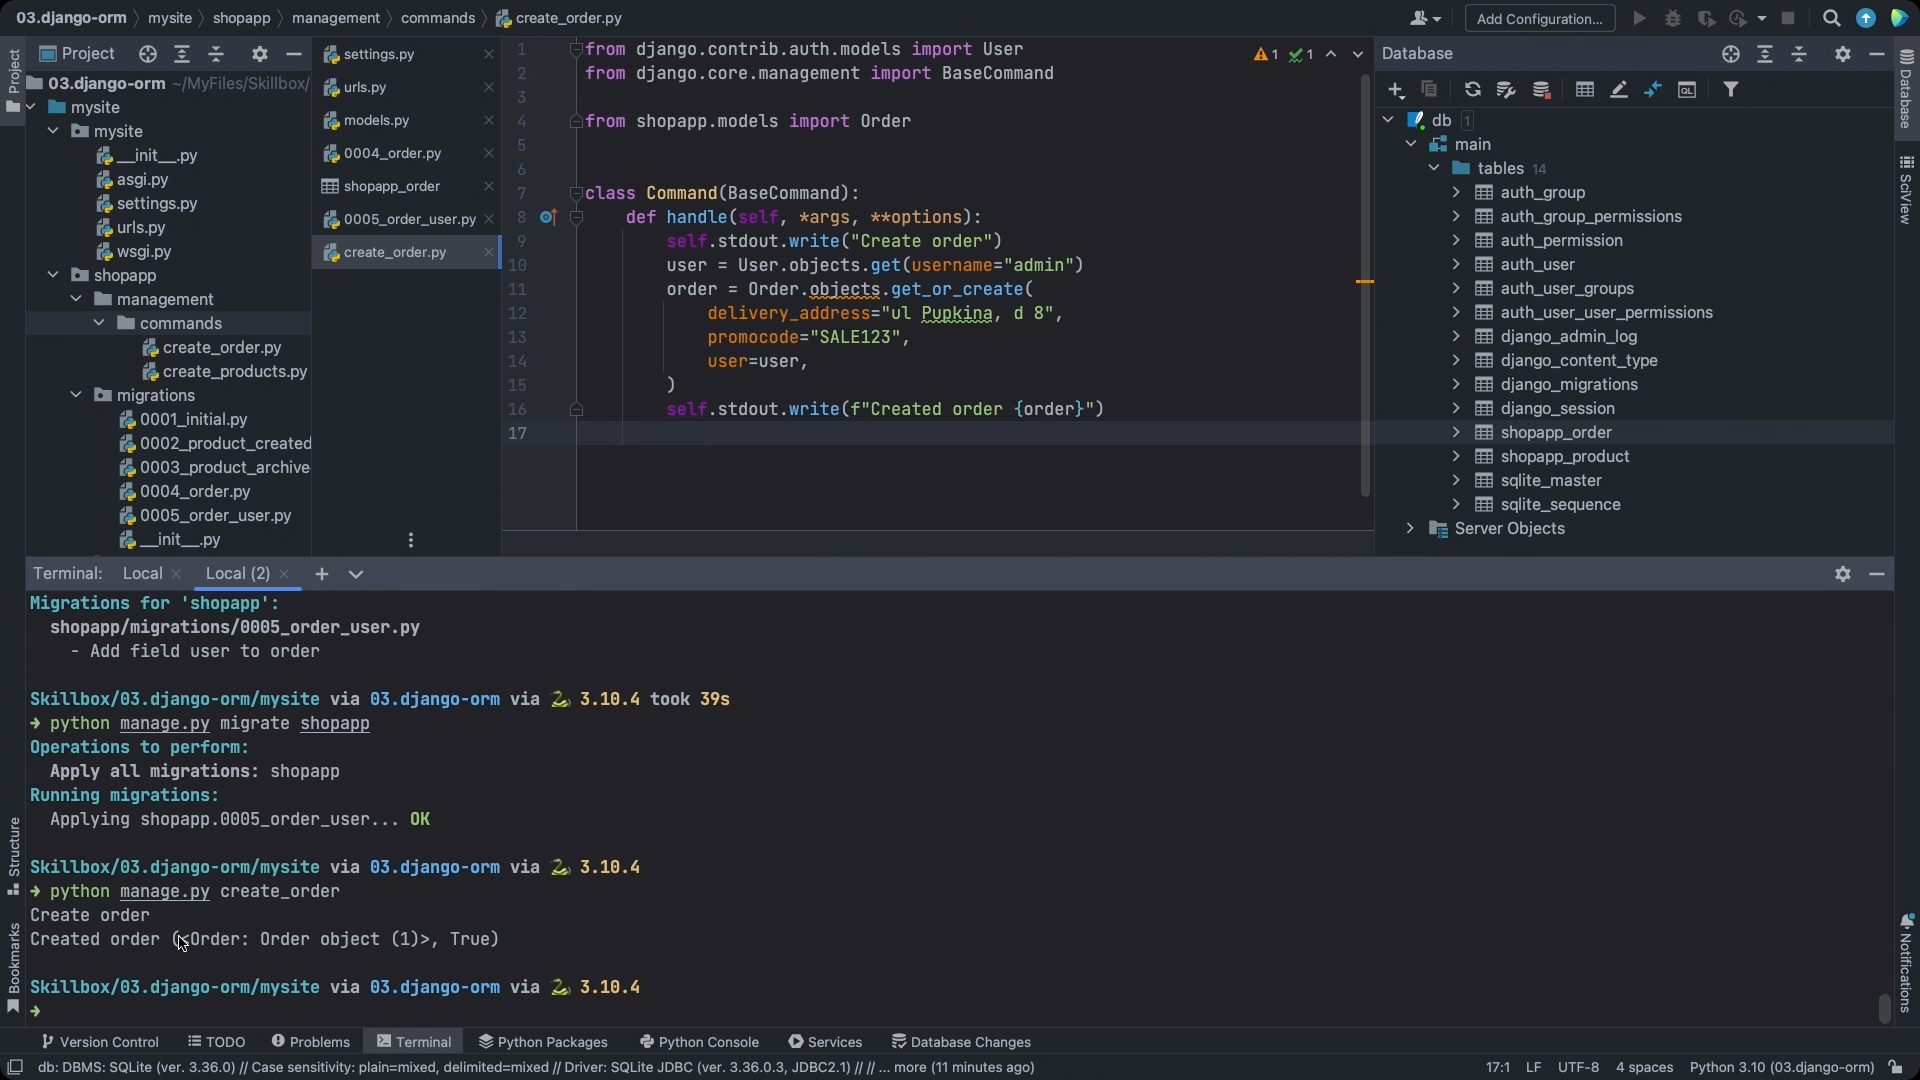 03.django-orm mysite shopapp management commands create_order.py
Add Configuration...
Project
Project
03.django-orm ~/MyFiles/Skillbox/
mysite
mysite
__init__.py
asgi.py
settings.py
urls.py
wsgi.py
shopapp
management
commands
create_order.py
create_products.py
migrations
0001_initial.py
0002_product_created
0003_product_archive
0004_order.py
0005_order_user.py
__init__.py
settings.py
urls.py
models.py
0004_order.py
shopapp_order
0005_order_user.py
create_order.py
1 from django.contrib.auth.models import User
2 from django.core.management import BaseCommand
3
4 from shopapp.models import Order
5
6
7 class Command(BaseCommand):
8 def handle(self, *args, **options):
9 self.stdout.write("Create order")
10 user = User.objects.get(username="admin")
11 order = Order.objects.get_or_create(
12 delivery_address="ul Pupkina, d 8",
13 promocode="SALE123",
14 user=user,
15 )
16 self.stdout.write(f"Created order {order}")
17
1 1
Database
Database
SciView
db 1
main
tables 14
auth_group
auth_group_permissions
auth_permission
auth_user
auth_user_groups
auth_user_user_permissions
django_admin_log
django_content_type
django_migrations
django_session
shopapp_order
shopapp_product
sqlite_master
sqlite_sequence
Server Objects
Terminal: Local Local (2)
Migrations for 'shopapp':
shopapp/migrations/0005_order_user.py
- Add field user to order
Skillbox/03.django-orm/mysite via 03.django-orm via 3.10.4 took 39s
→ python manage.py migrate shopapp
Operations to perform:
Apply all migrations: shopapp
Running migrations:
Applying shopapp.0005_order_user... OK
Skillbox/03.django-orm/mysite via 03.django-orm via 3.10.4
→ python manage.py create_order
Create order
Created order (<Order: Order object (1)>, True)
Skillbox/03.django-orm/mysite via 03.django-orm via 3.10.4
→
Structure
Bookmarks
Notifications
Version Control TODO Problems Terminal Python Packages Python Console Services Database Changes
db: DBMS: SQLite (ver. 3.36.0) // Case sensitivity: plain=mixed, delimited=mixed // Driver: SQLite JDBC (ver. 3.36.0.3, JDBC2.1) // // ... more (11 minutes ago)
17:1 LF UTF-8 4 spaces Python 3.10 (03.django-orm)